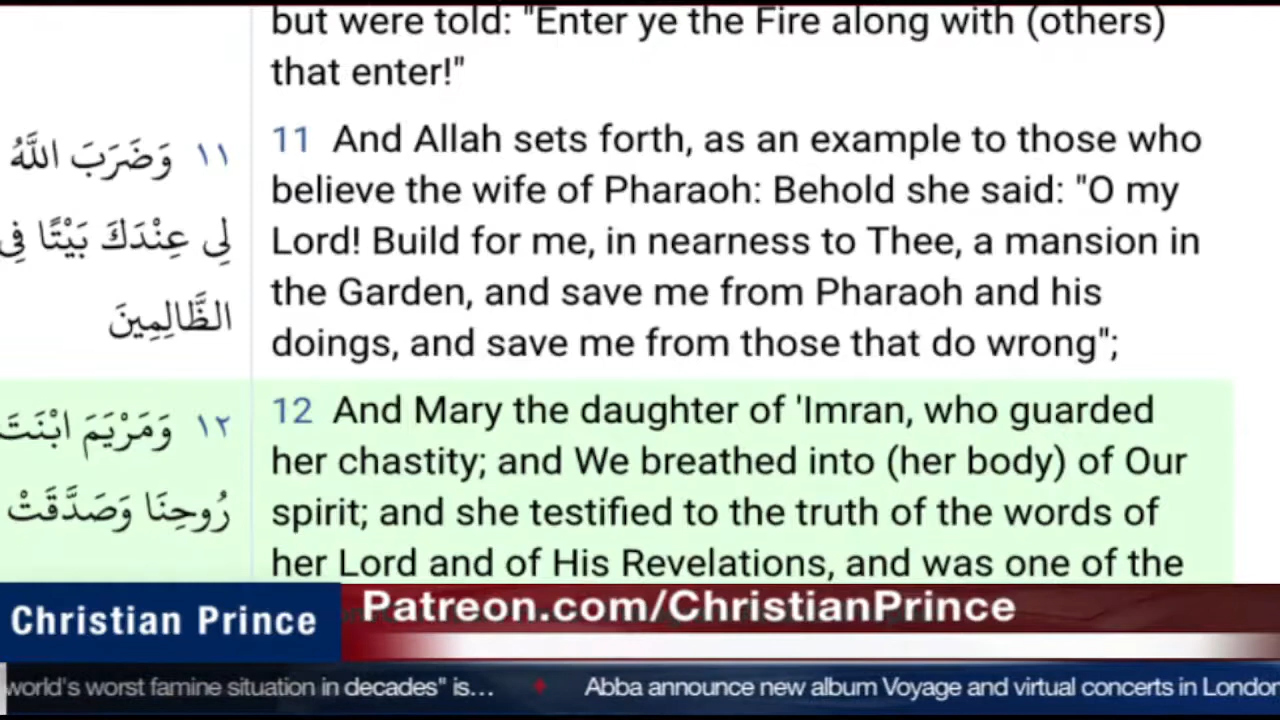 but were told: "Enter ye the Fire along with (others)
that enter!"
١١ وَضَرَبَ اللَّهُ
لِي عِنْدَكَ بَيْتًا فِي
الظَّالِمِينَ
11 And Allah sets forth, as an example to those who
believe the wife of Pharaoh: Behold she said: "O my
Lord! Build for me, in nearness to Thee, a mansion in
the Garden, and save me from Pharaoh and his
doings, and save me from those that do wrong";
١٢ وَمَرْيَمَ ابْنَتَ
رُوحِنَا وَصَدَّقَتْ
12 And Mary the daughter of 'Imran, who guarded
her chastity; and We breathed into (her body) of Our
spirit; and she testified to the truth of the words of
her Lord and of His Revelations, and was one of the
Christian Prince
Patreon.com/ChristianPrince
world's worst famine situation in decades" is... Abba announce new album Voyage and virtual concerts in London